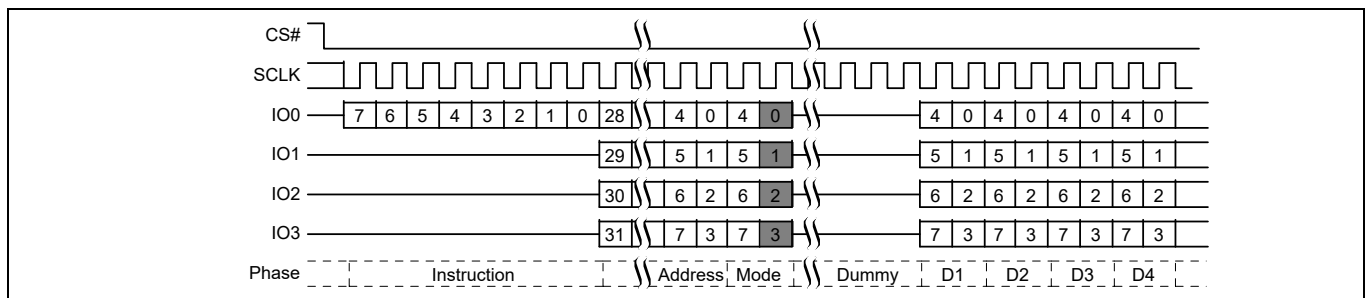 CS#
SCLK
IO0 7 6 5 4 3 2 1 0 28 4 0 4 0 4 0 4 0 4 0 4 0
IO1 29 5 1 5 1 5 1 5 1 5 1 5 1
IO2 30 6 2 6 2 6 2 6 2 6 2 6 2
IO3 31 7 3 7 3 7 3 7 3 7 3 7 3
Phase Instruction Address Mode Dummy D1 D2 D3 D4